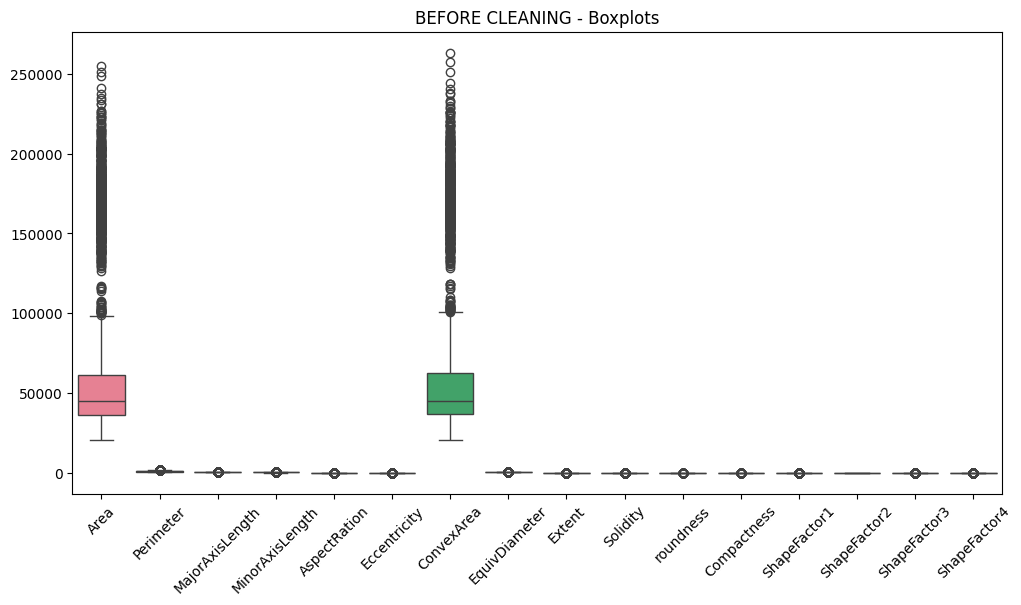 BEFORE CLEANING - Boxplots
250000
200000
150000
100000
50000
0
Area
Perimeter
MajorAxisLength
MinorAxisLength
AspectRation
Eccentricity
ConvexArea
EquivDiameter
Extent
Solidity
roundness
Compactness
ShapeFactor1
ShapeFactor2
ShapeFactor3
ShapeFactor4